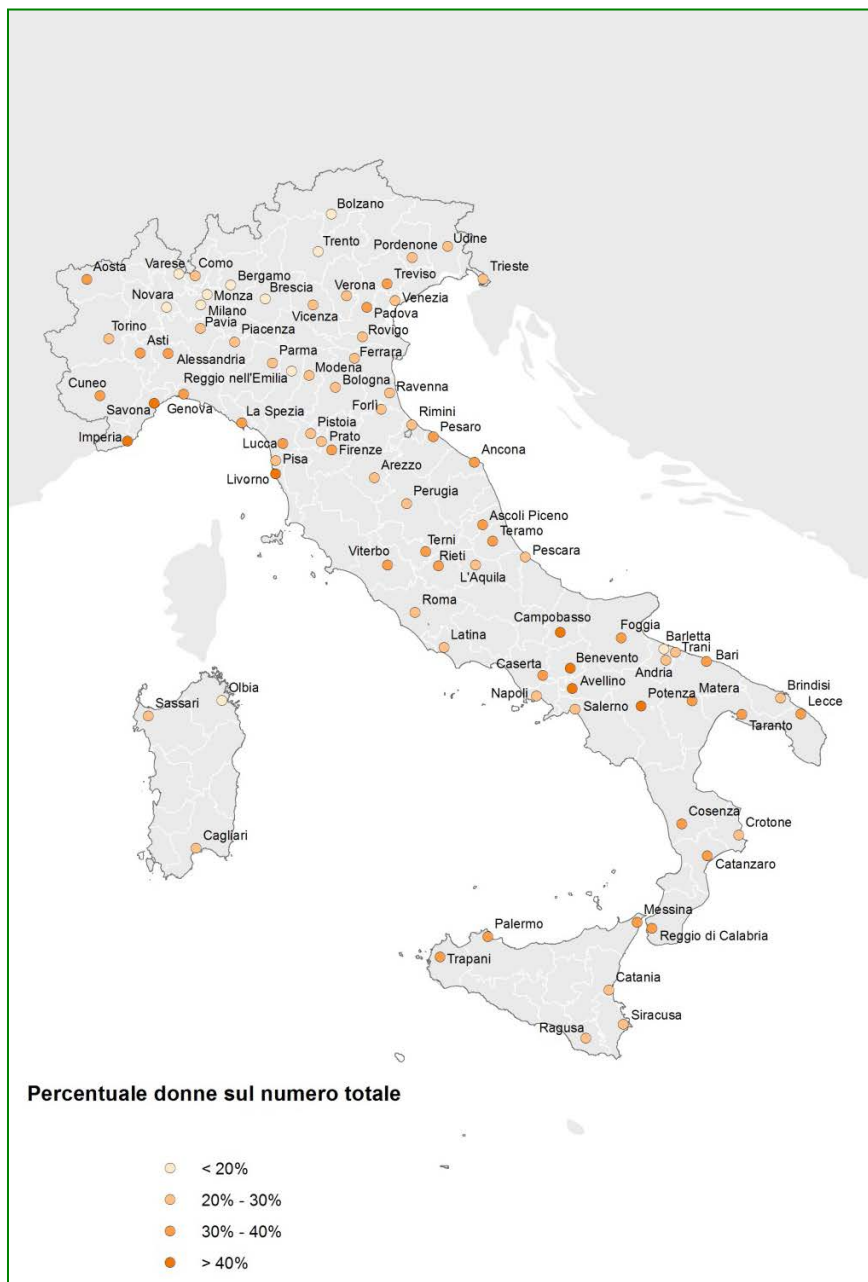 Bolzano
Trento
Pordenone
Udine
Aosta
Varese
Como
Bergamo
Brescia
Verona
Treviso
Trieste
Novara
Monza
Milano
Vicenza
Padova
Venezia
Torino
Asti
Pavia
Piacenza
Rovigo
Alessandria
Parma
Modena
Ferrara
Cuneo
Reggio nell'Emilia
Bologna
Ravenna
Savona
Genova
La Spezia
Forlì
Rimini
Imperia
Pistoia
Prato
Pesaro
Lucca
Firenze
Pisa
Arezzo
Ancona
Livorno
Perugia
Ascoli Piceno
Teramo
Terni
Viterbo
Rieti
Pescara
L'Aquila
Roma
Campobasso
Foggia
Latina
Barletta
Trani
Bari
Caserta
Benevento
Andria
Avellino
Napoli
Potenza
Matera
Brindisi
Salerno
Lecce
Taranto
Olbia
Sassari
Cagliari
Cosenza
Crotone
Catanzaro
Messina
Palermo
Reggio di Calabria
Trapani
Catania
Siracusa
Ragusa
Percentuale donne sul numero totale
< 20%
20% - 30%
30% - 40%
> 40%